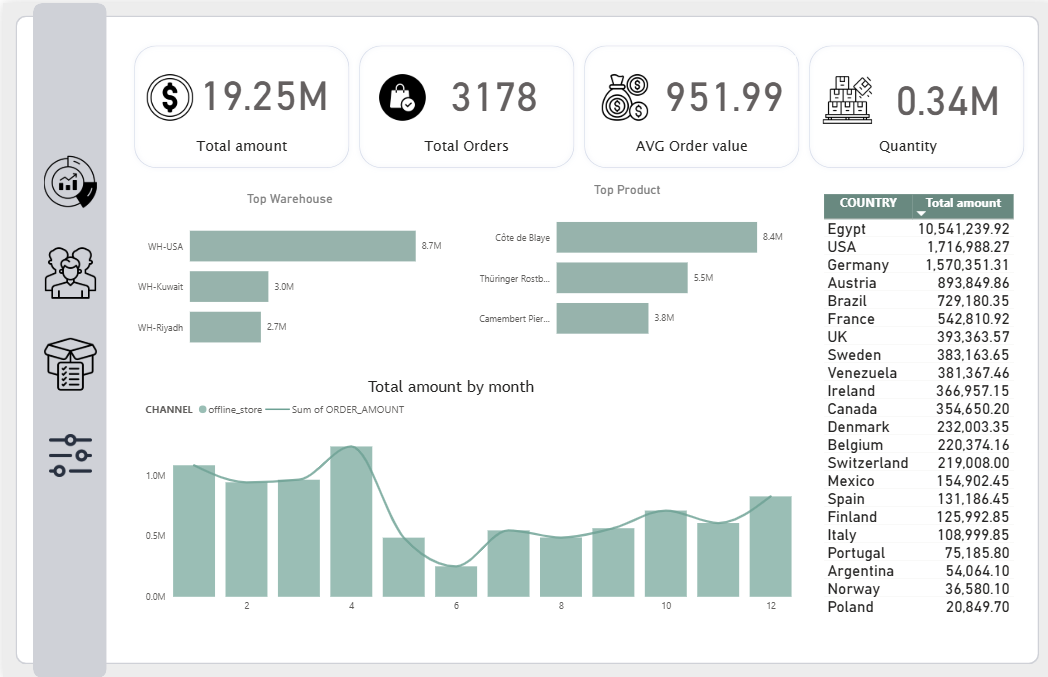 19.25M
Total amount
3178
Total Orders
951.99
AVG Order value
0.34M
Quantity
Top Warehouse
WH-USA 8.7M
WH-Kuwait 3.0M
WH-Riyadh 2.7M
Top Product
Côte de Blaye 8.4M
Thüringer Rostb... 5.5M
Camembert Pier... 3.8M
Total amount by month
CHANNEL offline_store Sum of ORDER_AMOUNT
1.0M
0.5M
0.0M
2 4 6 8 10 12
COUNTRY Total amount
Egypt 10,541,239.92
USA 1,716,988.27
Germany 1,570,351.31
Austria 893,849.86
Brazil 729,180.35
France 542,810.92
UK 393,363.57
Sweden 383,163.65
Venezuela 381,367.46
Ireland 366,957.15
Canada 354,650.20
Denmark 232,003.35
Belgium 220,374.16
Switzerland 219,008.00
Mexico 154,902.45
Spain 131,186.45
Finland 125,992.85
Italy 108,999.85
Portugal 75,185.80
Argentina 54,064.10
Norway 36,580.10
Poland 20,849.70